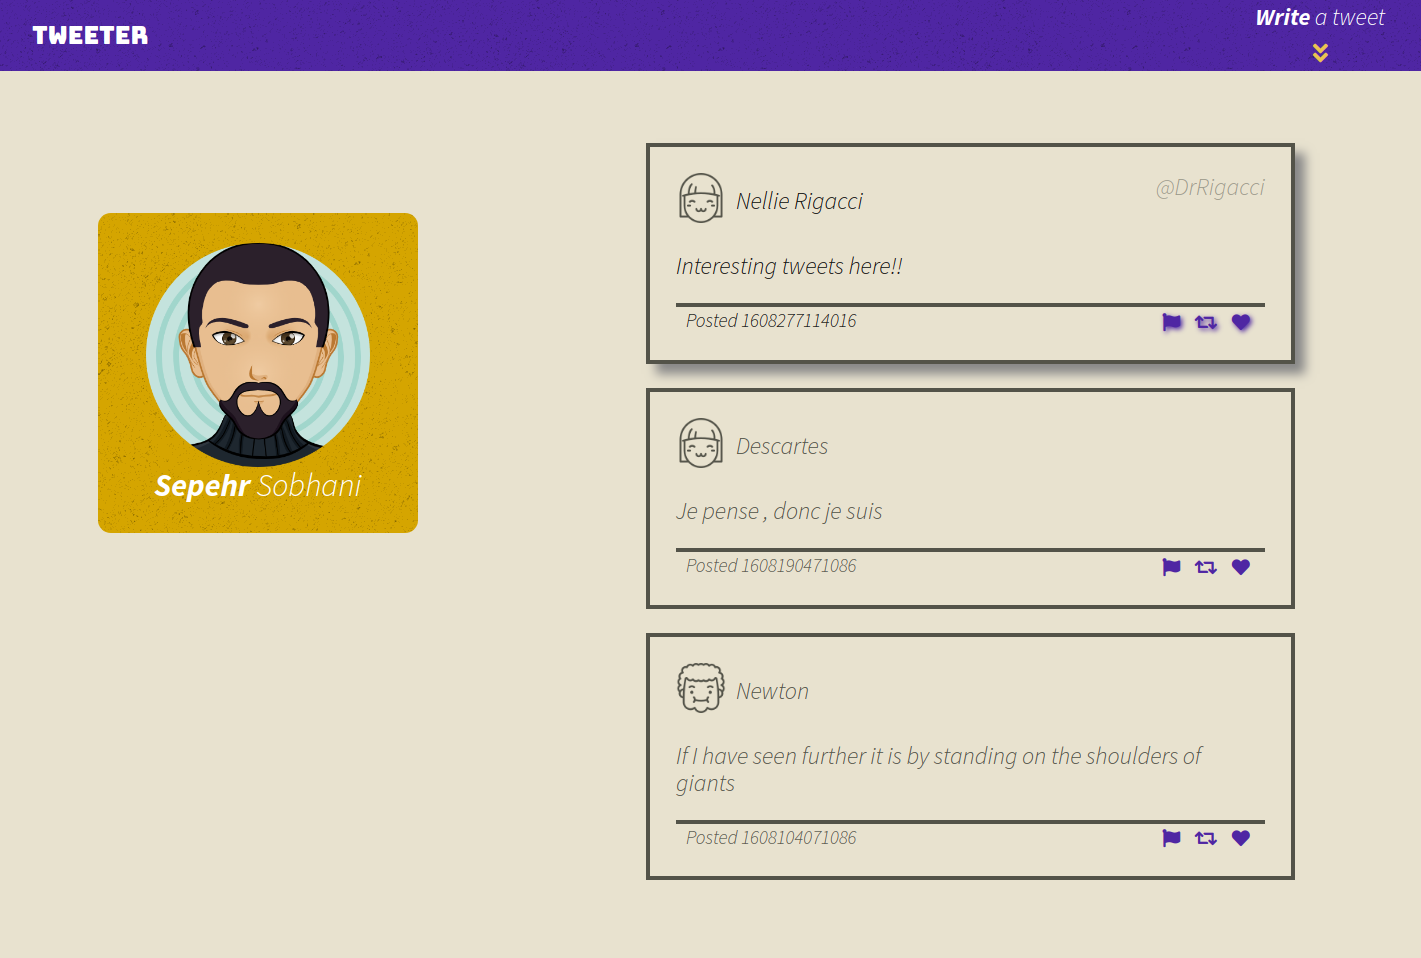 TWEETER
Write a tweet
Sepehr Sobhani
Nellie Rigacci
@DrRigacci
Interesting tweets here!!
Posted 1608277114016
Descartes
Je pense , donc je suis
Posted 1608190471086
Newton
If I have seen further it is by standing on the shoulders of
giants
Posted 1608104071086